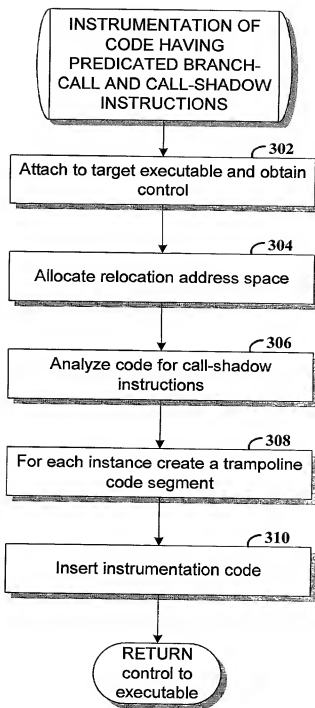 INSTRUMENTATION OF
CODE HAVING
PREDICATED BRANCH-
CALL AND CALL-SHADOW
INSTRUCTIONS
302
Attach to target executable and obtain
control
304
Allocate relocation address space
306
Analyze code for call-shadow
instructions
308
For each instance create a trampoline
code segment
310
Insert instrumentation code
RETURN
control to
executable